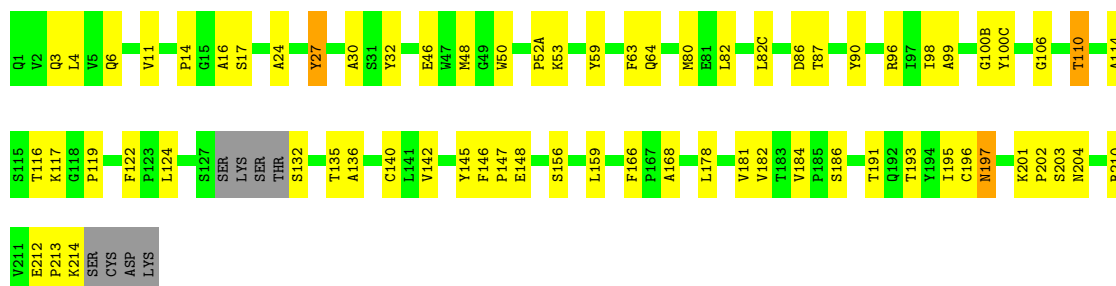 Q1 V2 Q3 L4 V5 Q6 V11 P14 G15 A16 S17 A24 Y27 A30 S31 Y32 E46 W47 M48 G49 W50 P52A K53 Y59 F63 Q64 M80 E81 L82 L82C D86 T87 Y90 R96 I97 I98 A99 G100B Y100C G106 T110 A114
S115 T116 K117 G118 P119 F122 P123 L124 S127 SER LYS SER THR S132 T135 A136 C140 L141 V142 Y145 F146 P147 E148 S156 L159 F166 P167 A168 L178 V181 V182 T183 V184 P185 S186 T191 Q192 T193 Y194 I195 C196 N197 K201 P202 S203 N204 R210
V211 E212 P213 K214 SER CYS ASP LYS